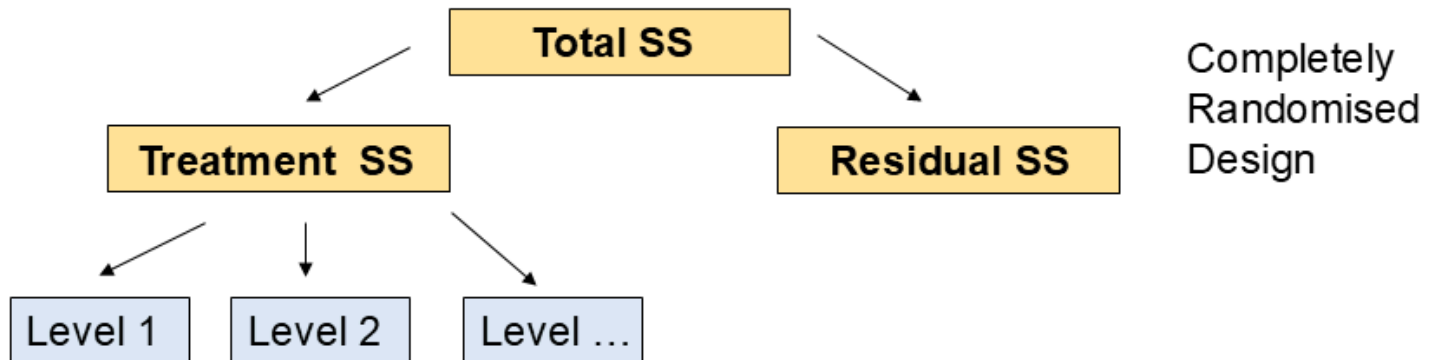 Total SS
Completely
Randomised
Design
Treatment  SS
Residual SS
Level 1
Level 2
Level ...